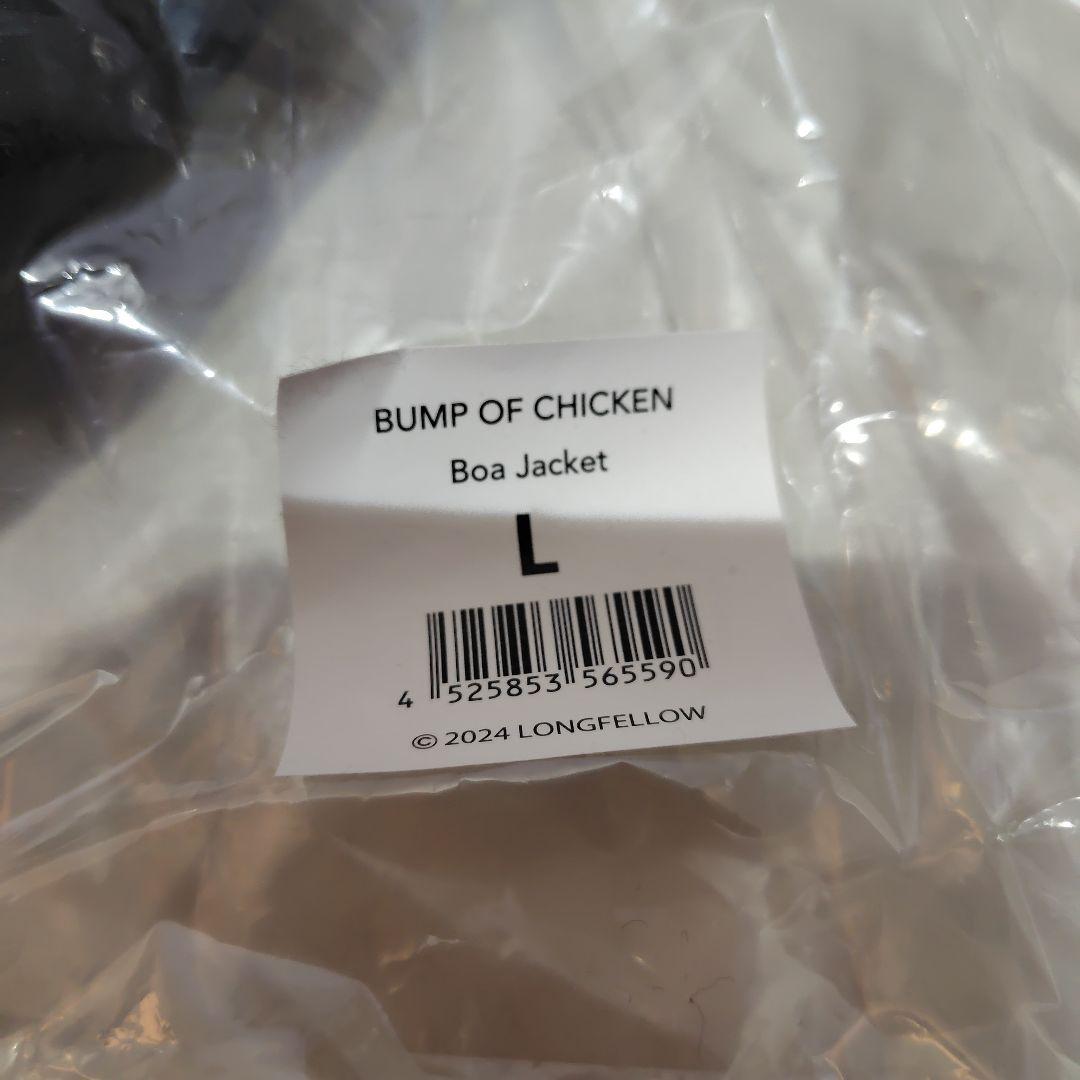 BUMP OF CHICKEN
Boa Jacket
L
4 525853 565590
© 2024 LONGFELLOW